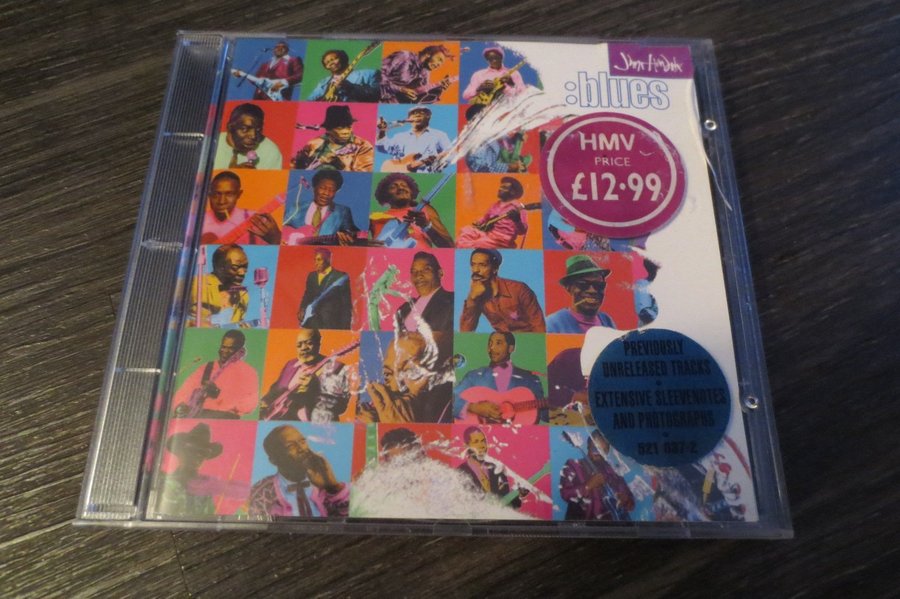 Jimi Hendrix
:blues
HMV
PRICE
£12.99
PREVIOUSLY
UNRELEASED TRACKS
•
EXTENSIVE SLEEVENOTES
AND PHOTOGRAPHS
•
521 037-2